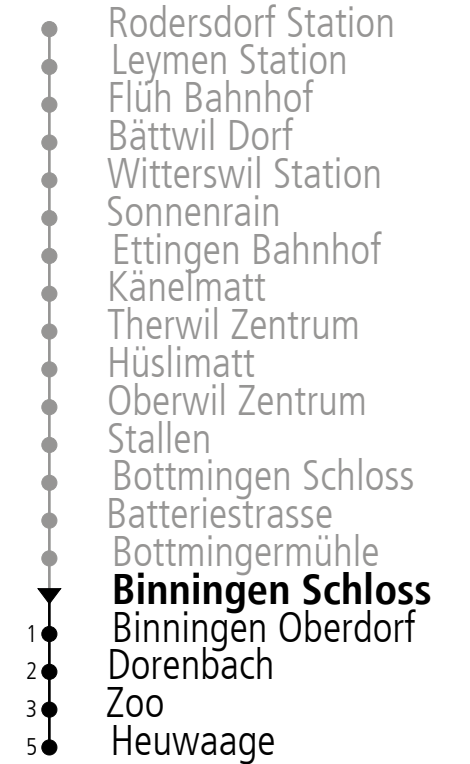 Rodersdorf Station
Leymen Station
Flüh Bahnhof
Bättwil Dorf
Witterswil Station
Sonnenrain
Ettingen Bahnhof
Känelmatt
Therwil Zentrum
Hüslimatt
Oberwil Zentrum
Stallen
Bottmingen Schloss
Batteriestrasse
Bottmingermühle
Binningen Schloss
1 Binningen Oberdorf
2 Dorenbach
3 Zoo
5 Heuwaage